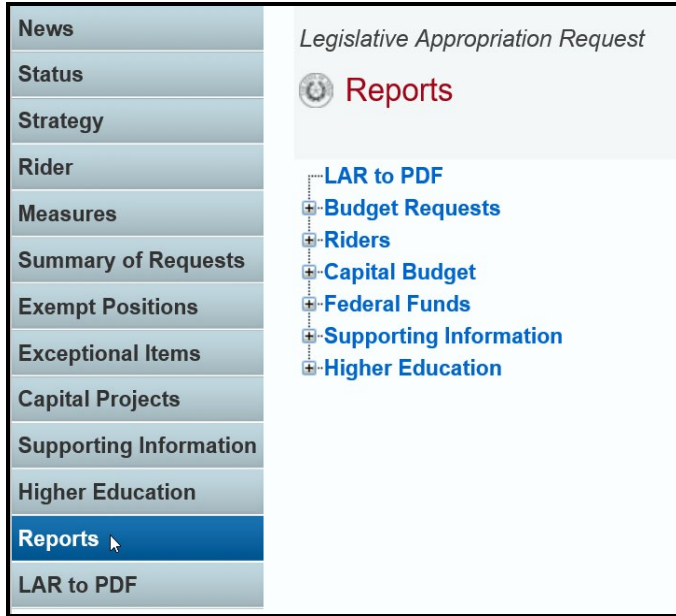 News
Status
Strategy
Rider
Measures
Summary of Requests
Exempt Positions
Exceptional Items
Capital Projects
Supporting Information
Higher Education
Reports
LAR to PDF
Legislative Appropriation Request
Reports
LAR to PDF
Budget Requests
Riders
Capital Budget
Federal Funds
Supporting Information
Higher Education